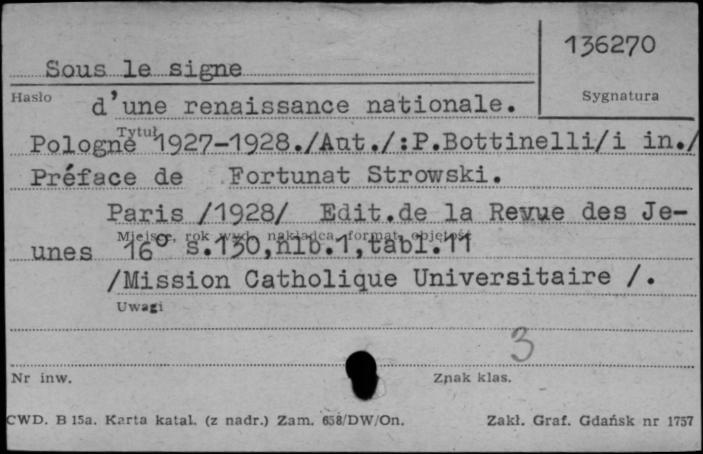 136270
Sous le signe
Hasło
Sygnatura
d'une renaissance nationale.
Tytuł
Pologne 1927-1928./Aut./:P.Bottinelli/i in./
Préface de Fortunat Strowski.
Paris /1928/ Edit.de la Revue des Je-
Miejsce, rok wyd., nakładca, format, objętość
unes 16° s.130,nlb.1,tabl.11
/Mission Catholique Universitaire /.
Uwagi
3
Nr inw.
Znak klas.
CWD. B 15a. Karta katal. (z nadr.) Zam. 658/DW/On.
Zakł. Graf. Gdańsk nr 1757